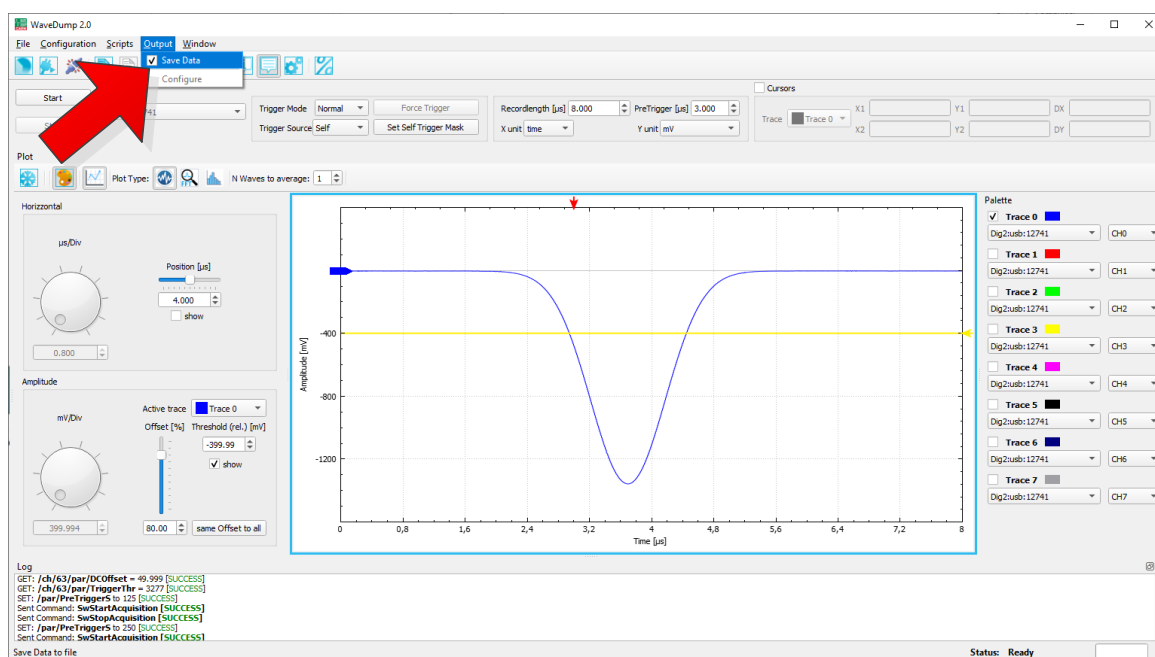 WaveDump 2.0
File Configuration Scripts Output Window
Save Data
Configure
Start
Cursors
Trigger Mode Normal Force Trigger
Trigger Source Self Set Self Trigger Mask
Recordlength [µs] 8.000 PreTrigger [µs] 3.000
X unit time Y unit mV
Trace Trace 0 X1 Y1 DX
X2 Y2 DY
Plot
Plot Type: FFT N Waves to average: 1
Horizzontal
µs/Div
Position [µs]
4.000
show
0.800
Amplitude
mV/Div
Active trace Trace 0
Offset [%] Threshold (rel.) [mV]
-399.99
show
399.994
80.00 same Offset to all
Amplitude [mV]
-400
-800
-1200
0 0,8 1,6 2,4 3,2 4 4,8 5,6 6,4 7,2 8
Time [µs]
Palette
Trace 0
Dig2:usb:12741 CH0
Trace 1
Dig2:usb:12741 CH1
Trace 2
Dig2:usb:12741 CH2
Trace 3
Dig2:usb:12741 CH3
Trace 4
Dig2:usb:12741 CH4
Trace 5
Dig2:usb:12741 CH5
Trace 6
Dig2:usb:12741 CH6
Trace 7
Dig2:usb:12741 CH7
Log
GET: /ch/63/par/DCOffset = 49.999 [SUCCESS]
GET: /ch/63/par/TriggerThr = 3277 [SUCCESS]
SET: /par/PreTriggerS to 125 [SUCCESS]
Sent Command: SwStartAcquisition [SUCCESS]
Sent Command: SwStopAcquisition [SUCCESS]
SET: /par/PreTriggerS to 250 [SUCCESS]
Sent Command: SwStartAcquisition [SUCCESS]
Save Data to file
Status: Ready